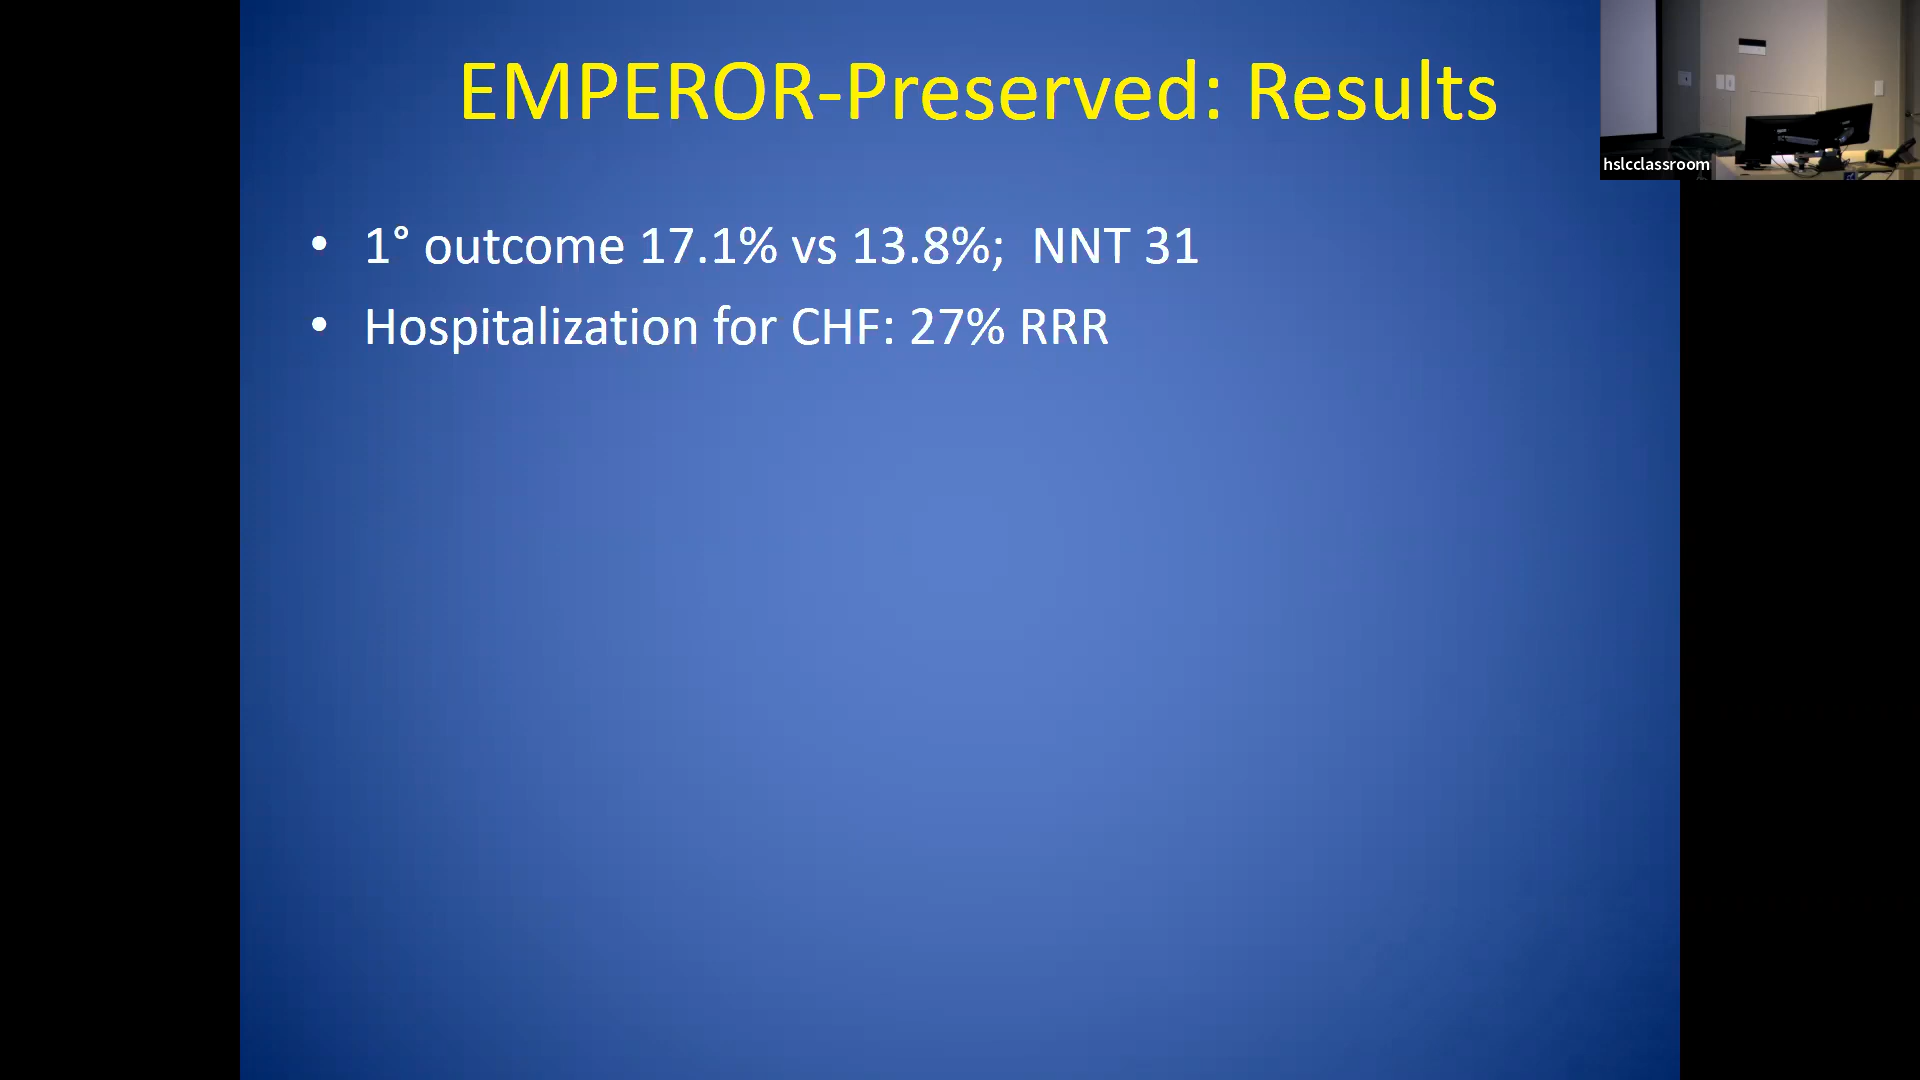 EMPEROR-Preserved: Results
• 1° outcome 17.1% vs 13.8%; NNT 31
• Hospitalization for CHF: 27% RRR
hslcclassroom